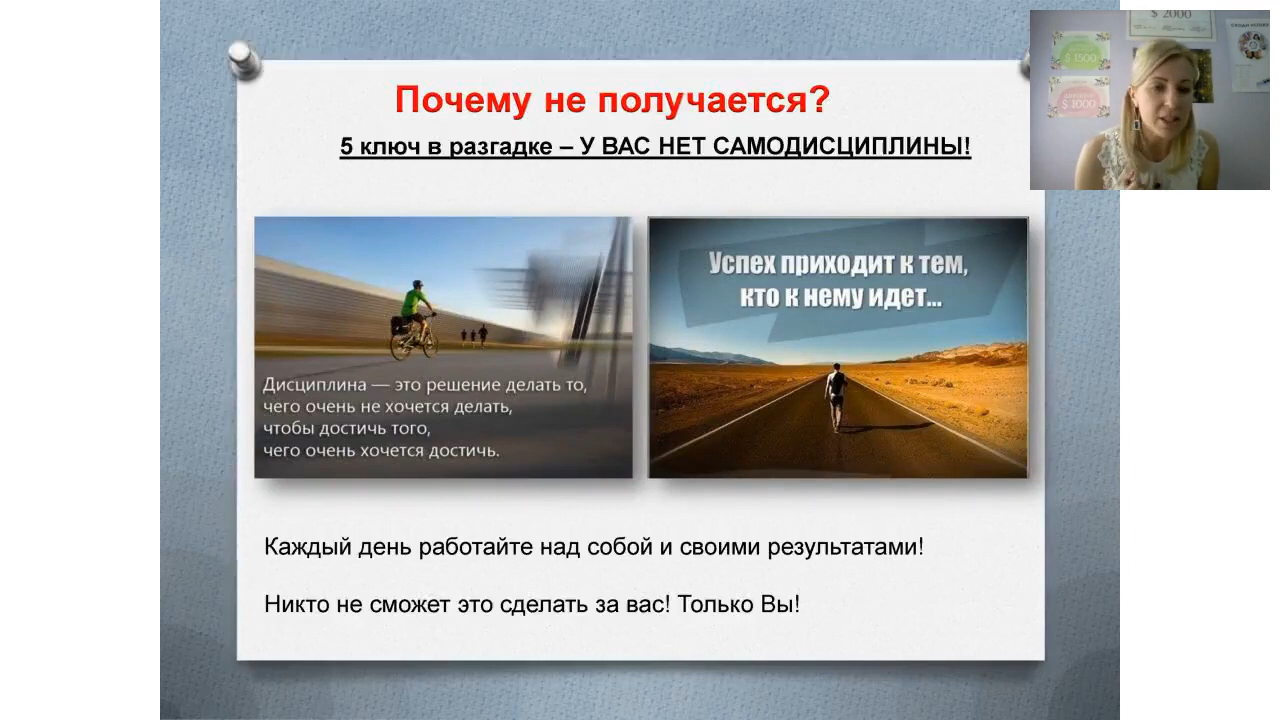 Почему не получается?
5 ключ в разгадке – У ВАС НЕТ САМОДИСЦИПЛИНЫ!
Дисциплина — это решение делать то,
чего очень не хочется делать,
чтобы достичь того,
чего очень хочется достичь.
Успех приходит к тем,
кто к нему идет...
Каждый день работайте над собой и своими результатами!
Никто не сможет это сделать за вас! Только Вы!
$ 2000
$ 1500
$ 1000